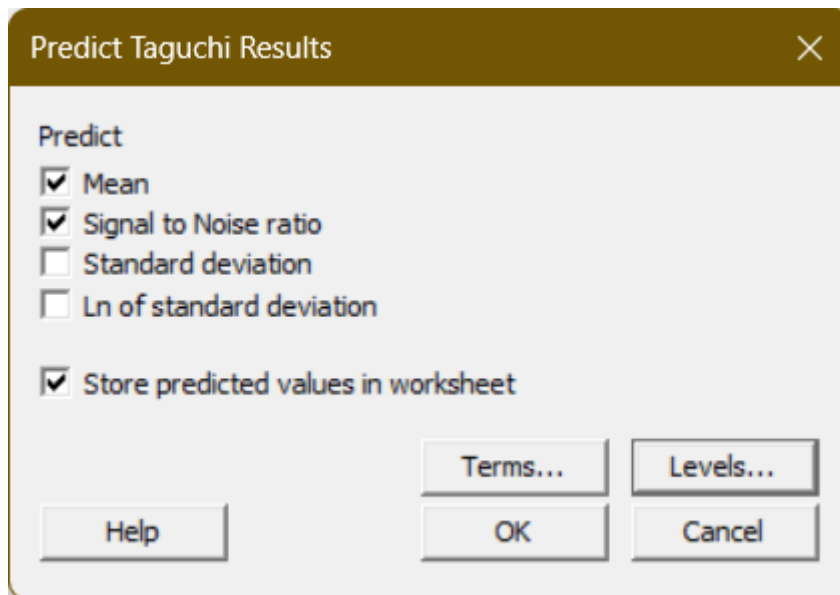 Predict Taguchi Results
Predict
Mean
Signal to Noise ratio
Standard deviation
Ln of standard deviation
Store predicted values in worksheet
Terms... Levels...
Help OK Cancel